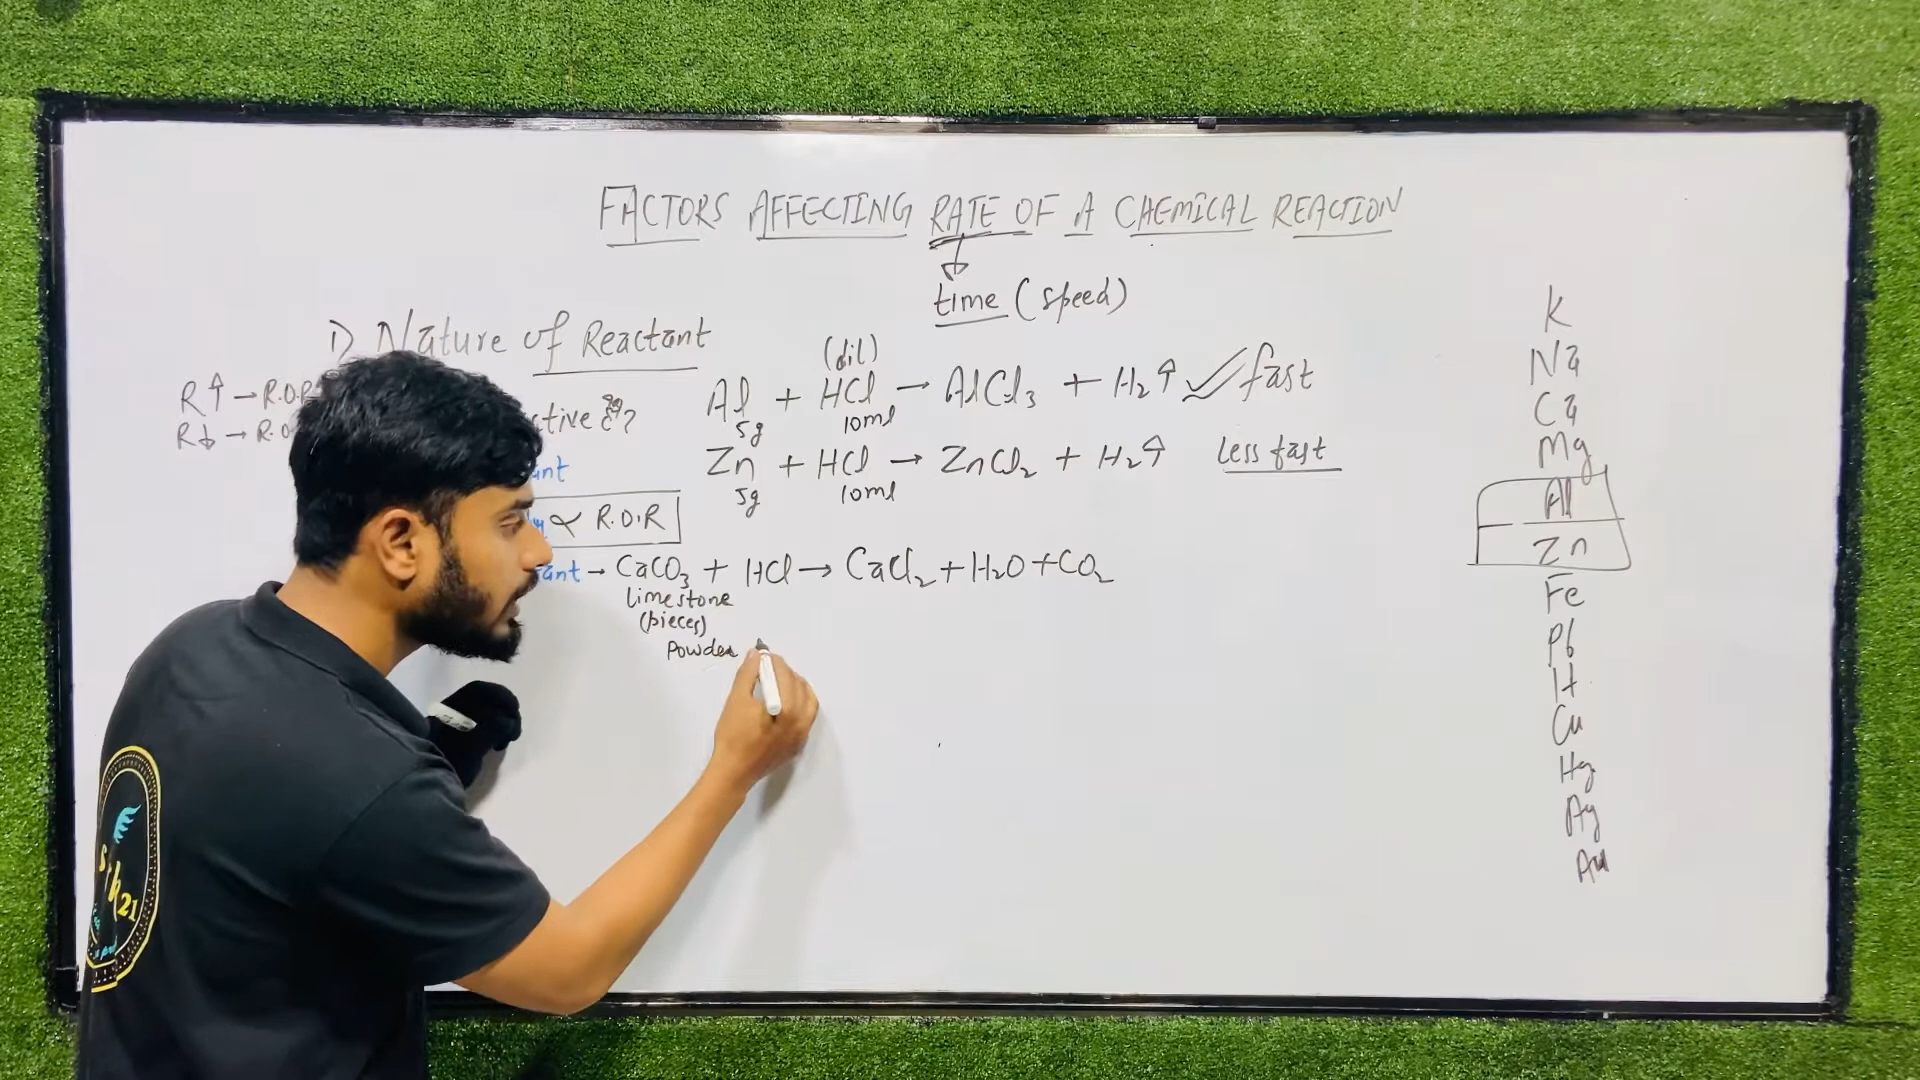 FACTORS AFFECTING RATE OF A CHEMICAL REACTION
time (speed)
1) Nature of Reactant
R↑ → R.O.R
R↓ → R.O
ctive
(dil)
Al + HCl → AlCl3 + H2↑ ✓ fast
5g 10ml
Zn + HCl → ZnCl2 + H2↑ Less fast
5g 10ml
ant
∝ R.O.R
ant → CaCO3 + HCl → CaCl2 + H2O + CO2
limestone
(pieces)
Powder
K
Na
Ca
Mg
Al
Zn
Fe
Pb
H
Cu
Hg
Ag
Au
21